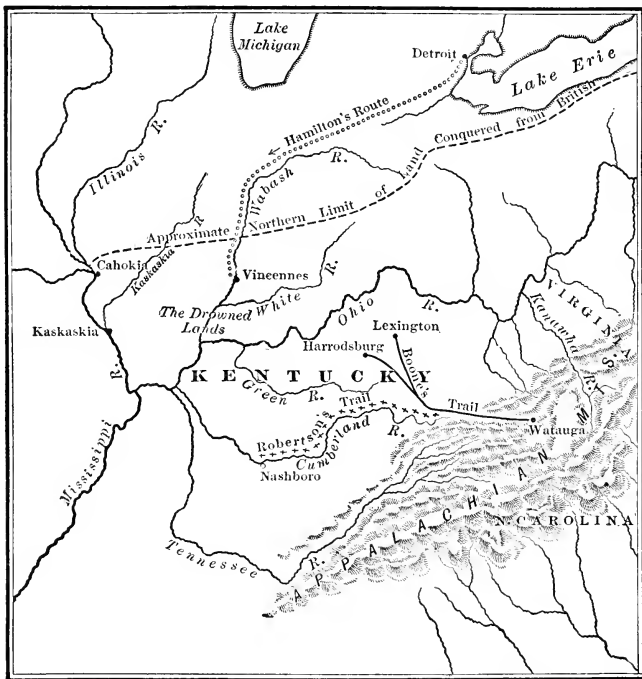 Lake
Michigan
Detroit
Lake Erie
Hamilton's Route
Conquered from British
Illinois R.
Wabash R.
Approximate Northern Limit of Land
Kaskaskia R
Cahokia
Vincennes
VIRGINIA
Kaskaskia
The Drowned
Lands
White R.
Ohio R.
Kanawha R.
Lexington
Harrodsburg
Boone's Trail
KENTUCKY
Green R.
Watauga
Robertson's Trail
Cumberland R.
Nashboro
Mississippi R.
APPALACHIAN MTS.
N. CAROLINA
Tennessee R.